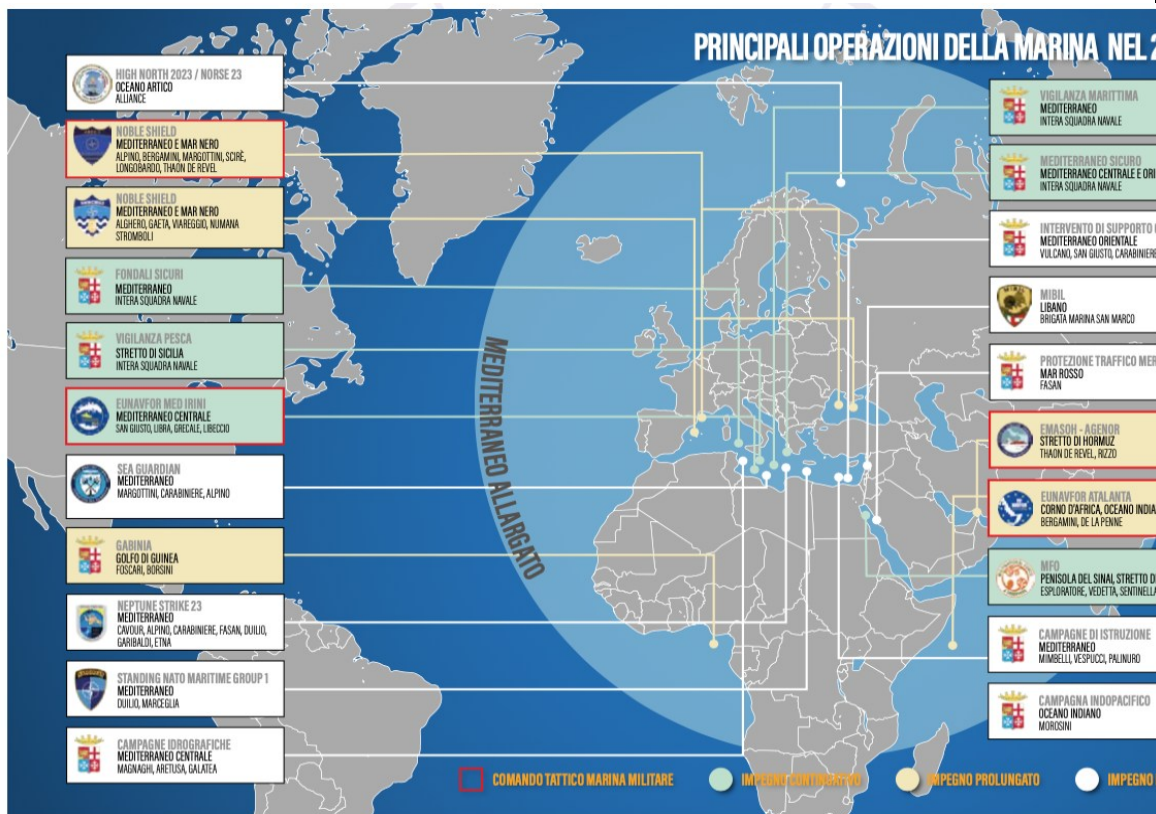 PRINCIPALI OPERAZIONI DELLA MARINA NEL 2
HIGH NORTH 2023 / NORSE 23
OCEANO ARTICO
ALLIANCE
NOBLE SHIELD
MEDITERRANEO E MAR NERO
ALPINO, BERGAMINI, MARGOTTINI, SCIRÈ,
LONGOBARDO, THAON DE REVEL
NOBLE SHIELD
MEDITERRANEO E MAR NERO
ALGHERO, GAETA, VIAREGGIO, NUMANA
STROMBOLI
FONDALI SICURI
MEDITERRANEO
INTERA SQUADRA NAVALE
VIGILANZA PESCA
STRETTO DI SICILIA
INTERA SQUADRA NAVALE
EUNAVFOR MED IRINI
MEDITERRANEO CENTRALE
SAN GIUSTO, LIBRA, GRECALE, LIBECCIO
SEA GUARDIAN
MEDITERRANEO
MARGOTTINI, CARABINIERE, ALPINO
GABINIA
GOLFO DI GUINEA
FOSCARI, BORSINI
NEPTUNE STRIKE 23
MEDITERRANEO
CAVOUR, ALPINO, CARABINIERE, FASAN, DUILIO,
GARIBALDI, ETNA
STANDING NATO MARITIME GROUP 1
MEDITERRANEO
DUILIO, MARCEGLIA
CAMPAGNE IDROGRAFICHE
MEDITERRANEO CENTRALE
MAGNAGHI, ARETUSA, GALATEA
MEDITERRANEO ALLARGATO
VIGILANZA MARITTIMA
MEDITERRANEO
INTERA SQUADRA NAVALE
MEDITERRANEO SICURO
MEDITERRANEO CENTRALE E ORI
INTERA SQUADRA NAVALE
INTERVENTO DI SUPPORTO
MEDITERRANEO ORIENTALE
VULCANO, SAN GIUSTO, CARABINIERE
MIBIL
LIBANO
BRIGATA MARINA SAN MARCO
PROTEZIONE TRAFFICO MER
MAR ROSSO
FASAN
EMASOH - AGENOR
STRETTO DI HORMUZ
THAON DE REVEL, RIZZO
EUNAVFOR ATALANTA
CORNO D'AFRICA, OCEANO INDIA
BERGAMINI, DE LA PENNE
MFO
PENISOLA DEL SINAI, STRETTO DI
ESPLORATORE, VEDETTA, SENTINELLA
CAMPAGNE DI ISTRUZIONE
MEDITERRANEO
MIMBELLI, VESPUCCI, PALINURO
CAMPAGNA INDOPACIFICO
OCEANO INDIANO
MOROSINI
COMANDO TATTICO MARINA MILITARE
IMPEGNO CONTINUATIVO
IMPEGNO PROLUNGATO
IMPEGNO